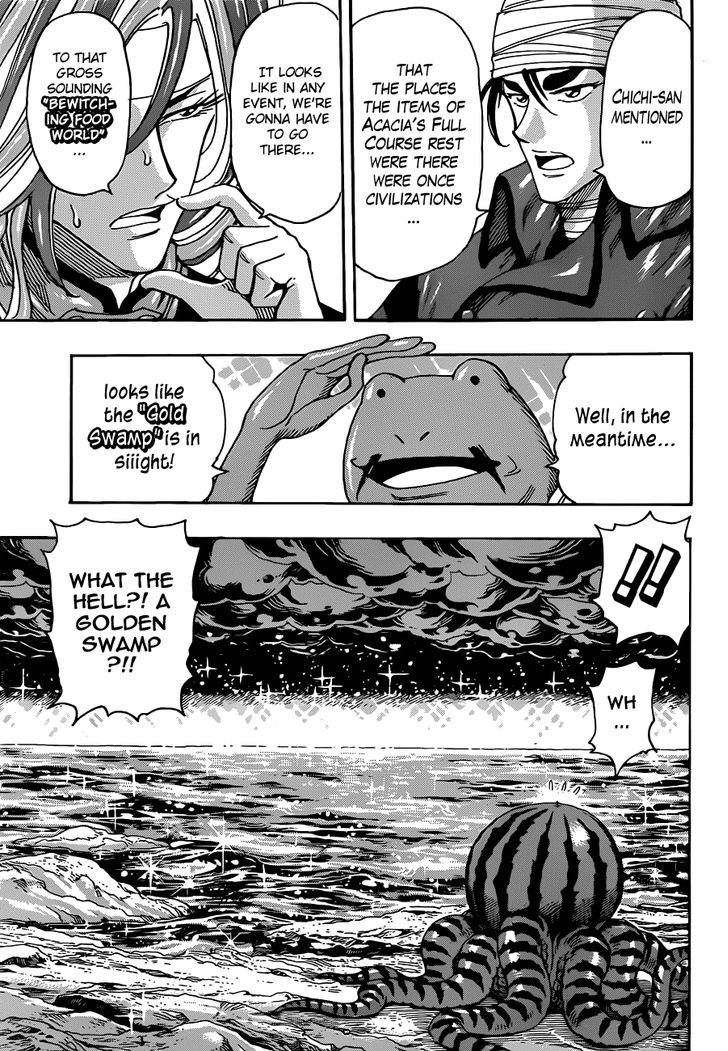 CHICHI-SAN
MENTIONED
...
THAT
THE PLACES
THE ITEMS OF
ACACIA'S FULL
COURSE REST
WERE THERE
WERE ONCE
CIVILIZATIONS
...
IT LOOKS
LIKE IN ANY
EVENT, WE'RE
GONNA HAVE
TO GO
THERE...
TO THAT
GROSS
SOUNDING
"BEWITCH-
ING FOOD
WORLD"
...
Well, in the
meantime...
looks like
the "Gold
Swamp" is in
siiight!
!!
WH
...
WHAT THE
HELL?! A
GOLDEN
SWAMP
?!!